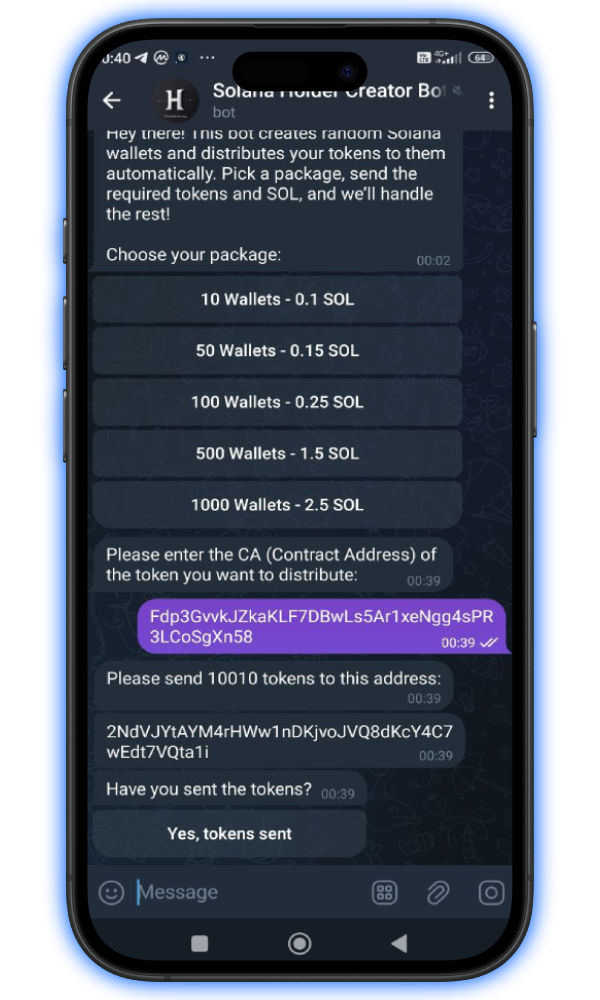 :40
4G+
64
H
Solana Holder Creator Bot
bot
Hey there! This bot creates random Solana
wallets and distributes your tokens to them
automatically. Pick a package, send the
required tokens and SOL, and we’ll handle
the rest!
Choose your package:
00:02
10 Wallets - 0.1 SOL
50 Wallets - 0.15 SOL
100 Wallets - 0.25 SOL
500 Wallets - 1.5 SOL
1000 Wallets - 2.5 SOL
Please enter the CA (Contract Address) of
the token you want to distribute:
00:39
Fdp3GvvkJZkaKLF7DBwLs5Ar1xeNgg4sPR
3LCoSgXn58
00:39
Please send 10010 tokens to this address:
00:39
2NdVJYtAYM4rHWw1nDKjvoJVQ8dKcY4C7
wEdt7VQta1i
00:39
Have you sent the tokens?
00:39
Yes, tokens sent
Message